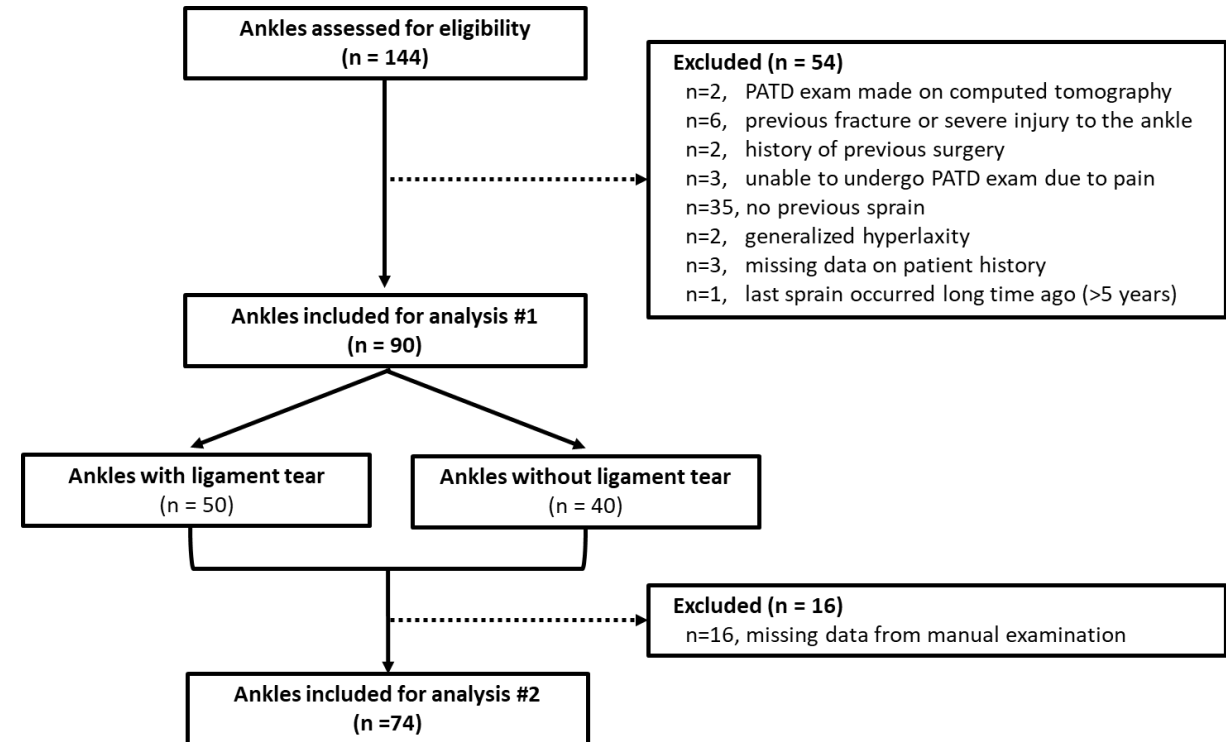 Ankles assessed for eligibility
(n = 144)
Excluded (n = 54)
n=2, PATD exam made on computed tomography
n=6, previous fracture or severe injury to the ankle
n=2, history of previous surgery
n=3, unable to undergo PATD exam due to pain
n=35, no previous sprain
n=2, generalized hyperlaxity
n=3, missing data on patient history
n=1, last sprain occurred long time ago (>5 years)
Ankles included for analysis #1
(n = 90)
Ankles with ligament tear
(n = 50)
Ankles without ligament tear
(n = 40)
Excluded (n = 16)
n=16, missing data from manual examination
Ankles included for analysis #2
(n =74)